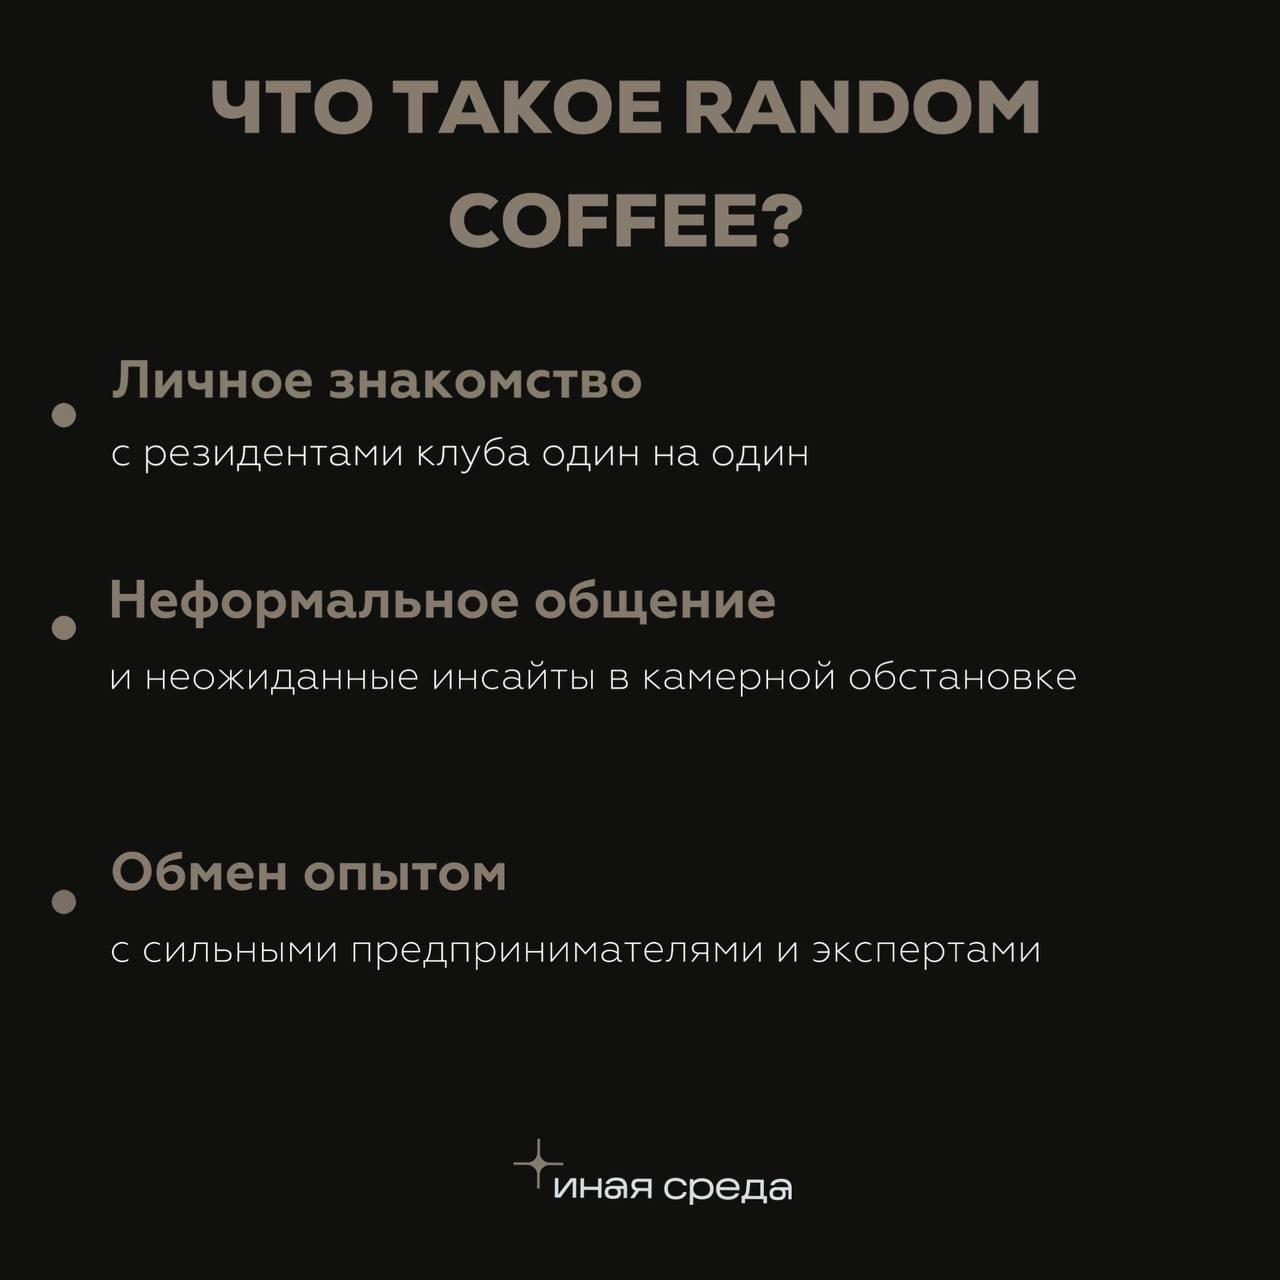 ЧТО ТАКОЕ RANDOM
COFFEE?
Личное знакомство
с резидентами клуба один на один
Неформальное общение
и неожиданные инсайты в камерной обстановке
Обмен опытом
с сильными предпринимателями и экспертами
иная среда